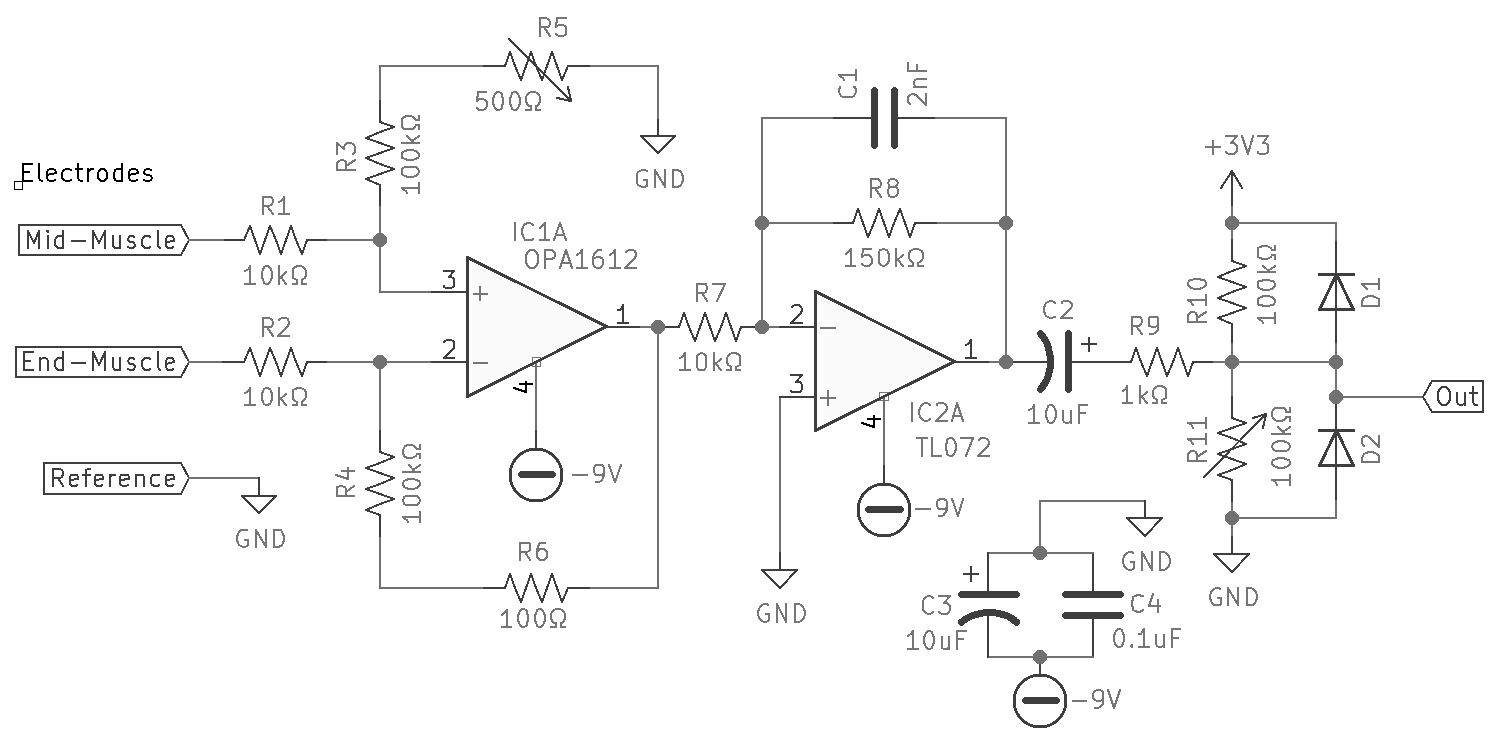 R5
500Ω
R3
100kΩ
GND
Electrodes
Mid-Muscle
R1
10kΩ
IC1A
OPA1612
3
+
2
−
1
4
-9V
End-Muscle
R2
10kΩ
Reference
GND
R4
100kΩ
R6
100Ω
C1
2nF
R8
150kΩ
R7
10kΩ
2
−
3
+
1
4
IC2A
TL072
-9V
GND
C2
+
10uF
R9
1kΩ
+3V3
R10
100kΩ
D1
R11
100kΩ
D2
Out
GND
GND
+
C3
10uF
C4
0.1uF
-9V